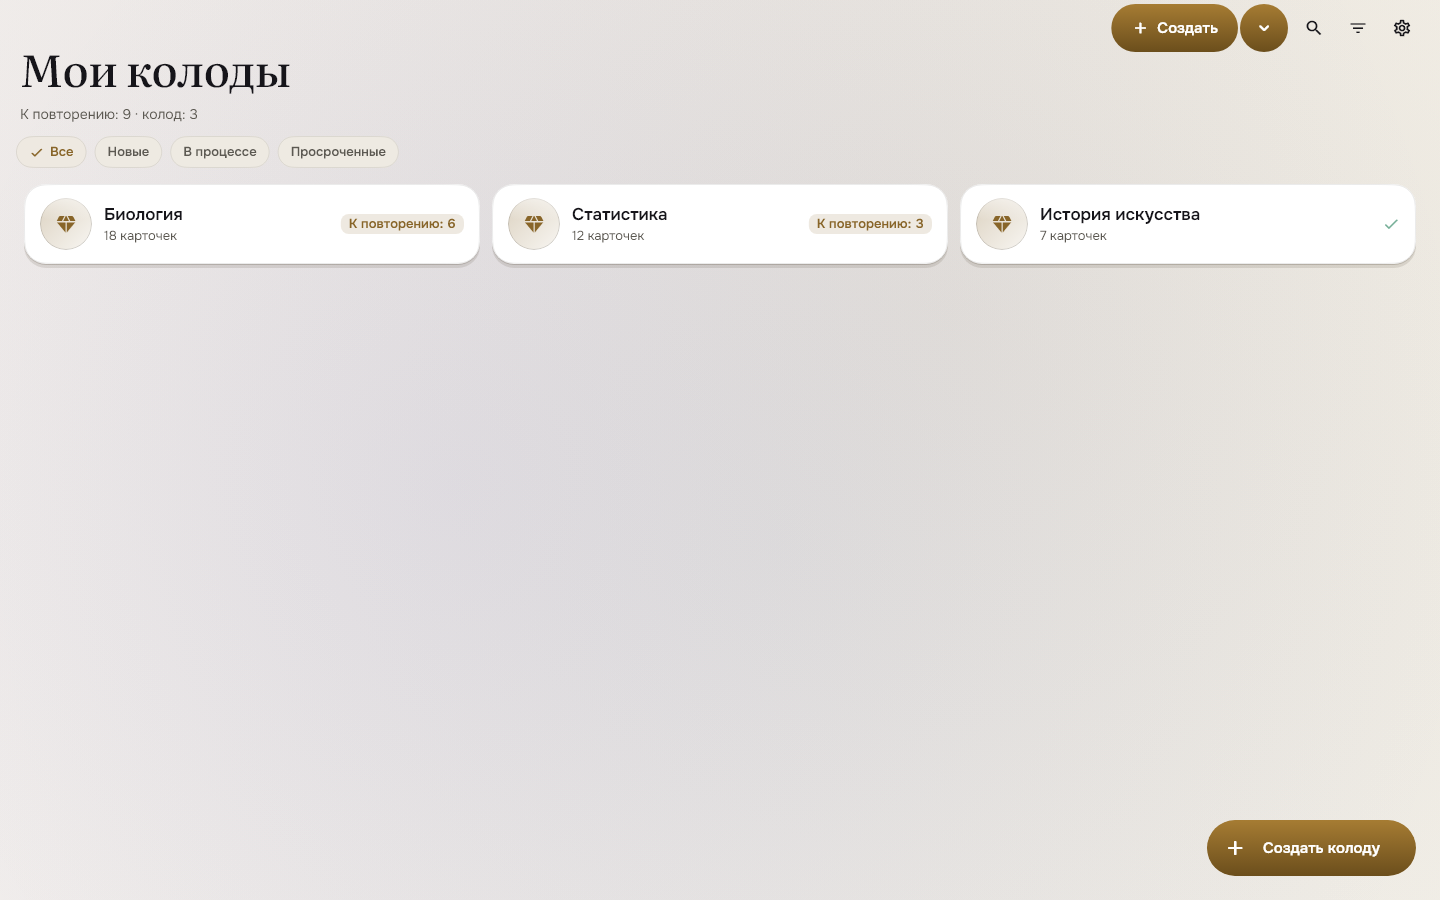 Создать
Мои колоды
К повторению: 9 · колод: 3
Все
Новые
В процессе
Просроченные
Биология
18 карточек
К повторению: 6
Статистика
12 карточек
К повторению: 3
История искусства
7 карточек
Создать колоду